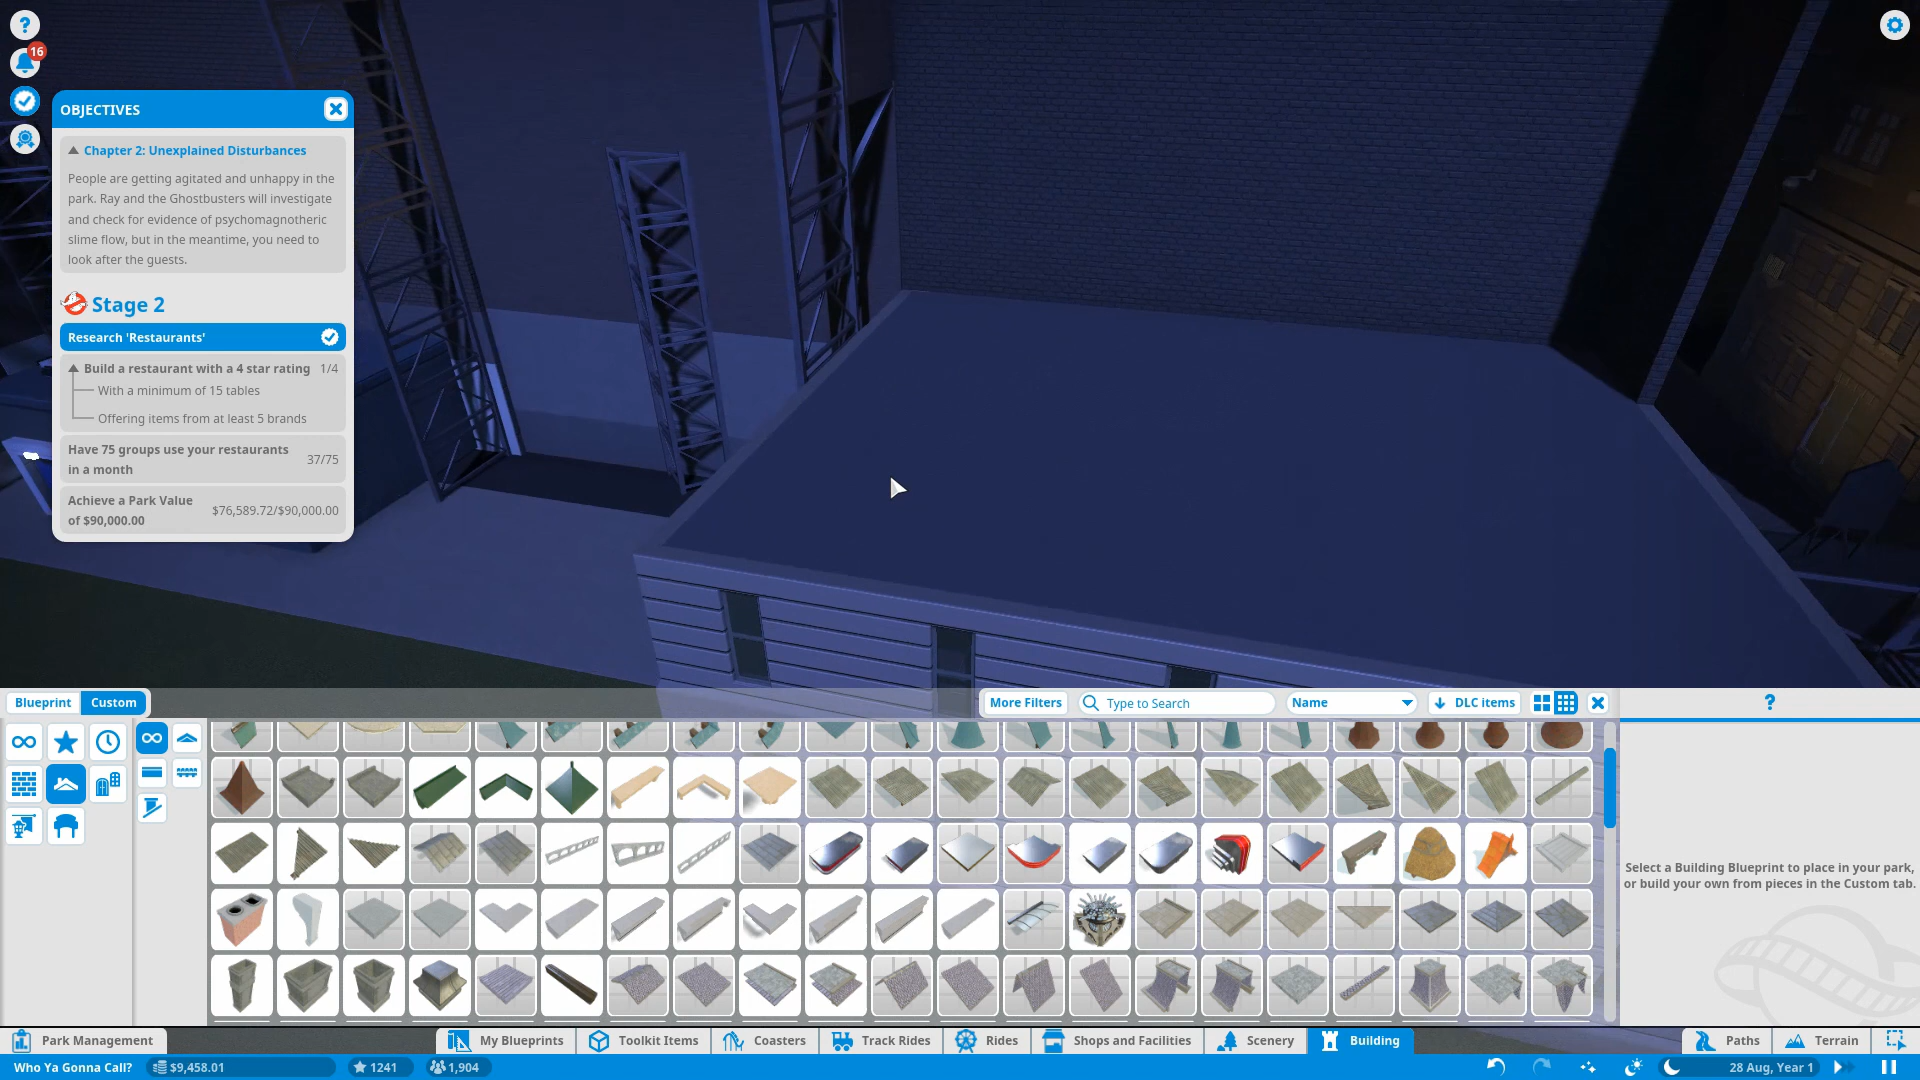 16
OBJECTIVES
Chapter 2: Unexplained Disturbances
People are getting agitated and unhappy in the
park. Ray and the Ghostbusters will investigate
and check for evidence of psychomagnotheric
slime flow, but in the meantime, you need to
look after the guests.
Stage 2
Research 'Restaurants'
Build a restaurant with a 4 star rating 1/4
With a minimum of 15 tables
Offering items from at least 5 brands
Have 75 groups use your restaurants
in a month 37/75
Achieve a Park Value
of $90,000.00 $76,589.72/$90,000.00
Blueprint Custom More Filters Type to Search Name DLC items ?
Select a Building Blueprint to place in your park,
or build your own from pieces in the Custom tab.
Park Management My Blueprints Toolkit Items Coasters Track Rides Rides Shops and Facilities Scenery Building Paths Terrain
Who Ya Gonna Call? $9,458.01 1241 1,904 28 Aug, Year 1